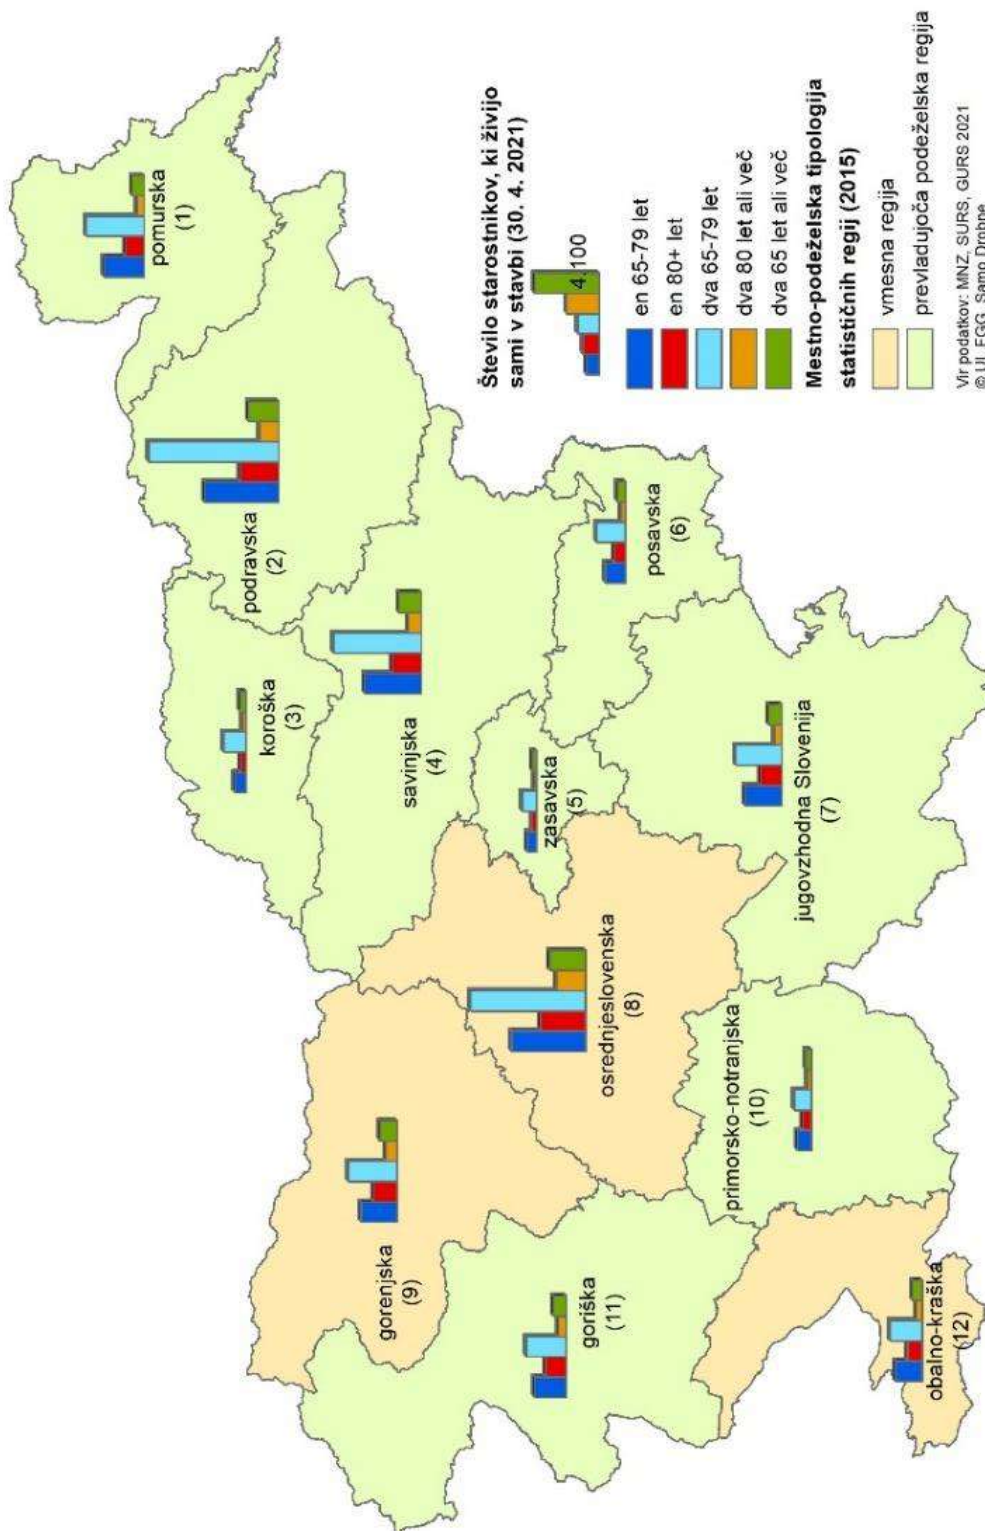 pomurska
(1)
podravska
(2)
koroška
(3)
savinjska
(4)
zasavska
(5)
posavska
(6)
jugovzhodna Slovenija
(7)
osrednjeslovenska
(8)
gorenjska
(9)
primorsko-notranjska
(10)
goriška
(11)
obalno-kraška
(12)
Število starostnikov, ki živijo
sami v stavbi (30. 4. 2021)
4.100
en 65-79 let
en 80+ let
dva 65-79 let
dva 80 let ali več
dva 65 let ali več
Mestno-podeželska tipologija
statističnih regij (2015)
vmesna regija
prevladujoča podeželska regija
Vir podatkov: MNZ, SURS, GURS 2021
© UL FGG, Samo Drobne